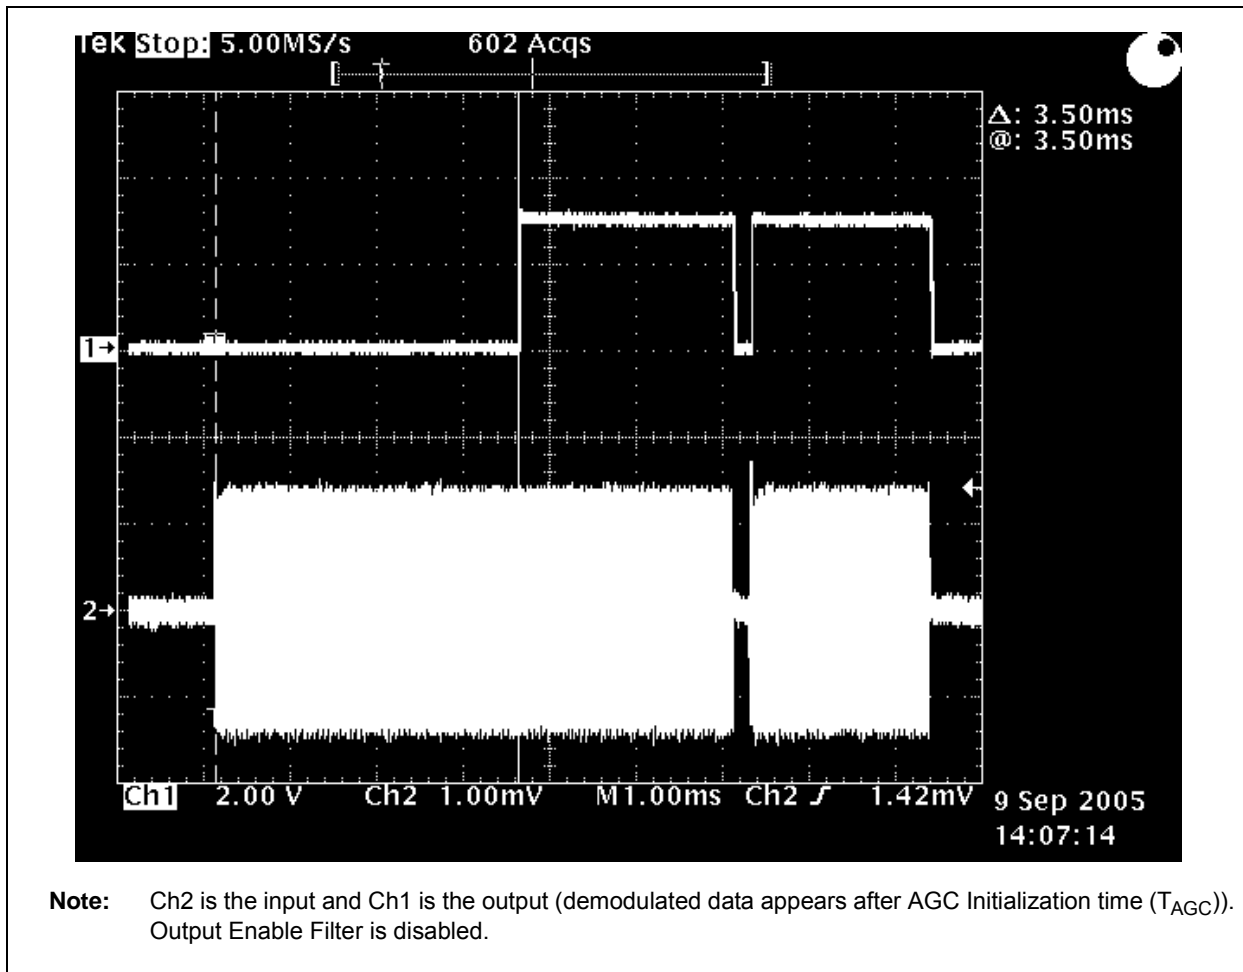 Tek Stop: 5.00MS/s 602 Acqs
Δ: 3.50ms
@: 3.50ms
1→
2→
Ch1 2.00 V Ch2 1.00mV M1.00ms Ch2 ƒ 1.42mV
9 Sep 2005
14:07:14
Note: Ch2 is the input and Ch1 is the output (demodulated data appears after AGC Initialization time (TAGC)).
Output Enable Filter is disabled.